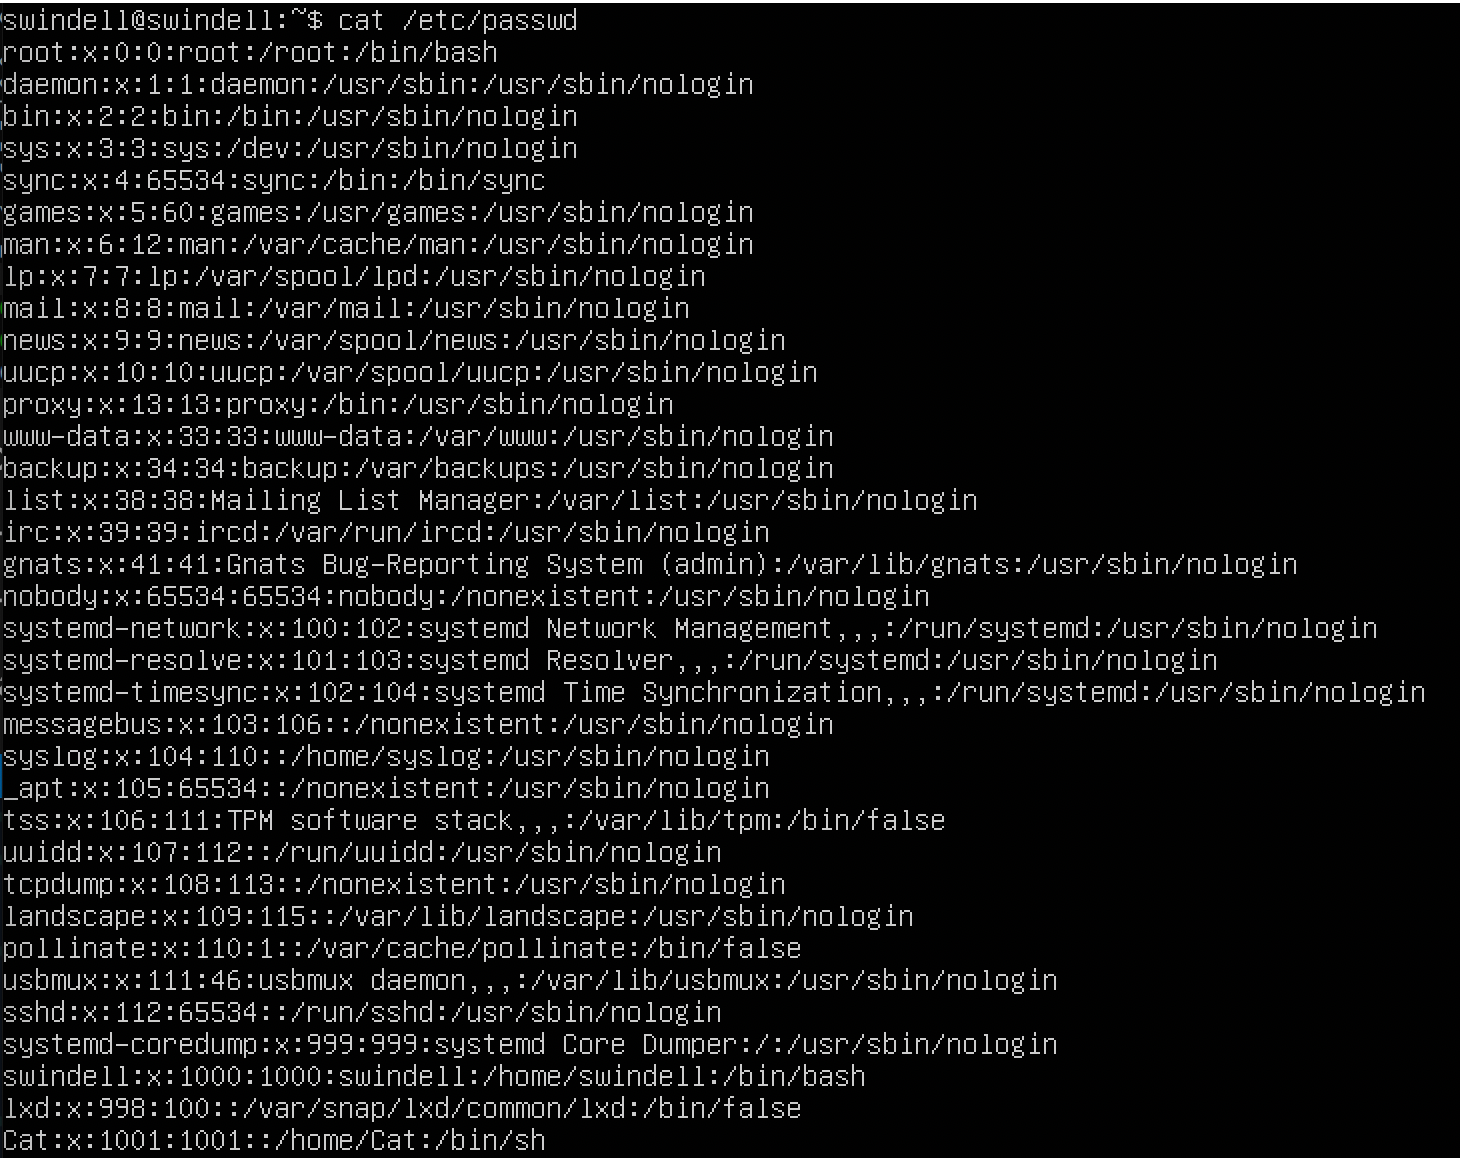 swindell@swindell:~$ cat /etc/passwd
root:x:0:0:root:/root:/bin/bash
daemon:x:1:1:daemon:/usr/sbin:/usr/sbin/nologin
bin:x:2:2:bin:/bin:/usr/sbin/nologin
sys:x:3:3:sys:/dev:/usr/sbin/nologin
sync:x:4:65534:sync:/bin:/bin/sync
games:x:5:60:games:/usr/games:/usr/sbin/nologin
man:x:6:12:man:/var/cache/man:/usr/sbin/nologin
lp:x:7:7:lp:/var/spool/lpd:/usr/sbin/nologin
mail:x:8:8:mail:/var/mail:/usr/sbin/nologin
news:x:9:9:news:/var/spool/news:/usr/sbin/nologin
uucp:x:10:10:uucp:/var/spool/uucp:/usr/sbin/nologin
proxy:x:13:13:proxy:/bin:/usr/sbin/nologin
www-data:x:33:33:www-data:/var/www:/usr/sbin/nologin
backup:x:34:34:backup:/var/backups:/usr/sbin/nologin
list:x:38:38:Mailing List Manager:/var/list:/usr/sbin/nologin
irc:x:39:39:ircd:/var/run/ircd:/usr/sbin/nologin
gnats:x:41:41:Gnats Bug-Reporting System (admin):/var/lib/gnats:/usr/sbin/nologin
nobody:x:65534:65534:nobody:/nonexistent:/usr/sbin/nologin
systemd-network:x:100:102:systemd Network Management,,,:/run/systemd:/usr/sbin/nologin
systemd-resolve:x:101:103:systemd Resolver,,,:/run/systemd:/usr/sbin/nologin
systemd-timesync:x:102:104:systemd Time Synchronization,,,:/run/systemd:/usr/sbin/nologin
messagebus:x:103:106::/nonexistent:/usr/sbin/nologin
syslog:x:104:110::/home/syslog:/usr/sbin/nologin
_apt:x:105:65534::/nonexistent:/usr/sbin/nologin
tss:x:106:111:TPM software stack,,,:/var/lib/tpm:/bin/false
uuidd:x:107:112::/run/uuidd:/usr/sbin/nologin
tcpdump:x:108:113::/nonexistent:/usr/sbin/nologin
landscape:x:109:115::/var/lib/landscape:/usr/sbin/nologin
pollinate:x:110:1::/var/cache/pollinate:/bin/false
usbmux:x:111:46:usbmux daemon,,,:/var/lib/usbmux:/usr/sbin/nologin
sshd:x:112:65534::/run/sshd:/usr/sbin/nologin
systemd-coredump:x:999:999:systemd Core Dumper:/:/usr/sbin/nologin
swindell:x:1000:1000:swindell:/home/swindell:/bin/bash
lxd:x:998:100::/var/snap/lxd/common/lxd:/bin/false
Cat:x:1001:1001::/home/Cat:/bin/sh